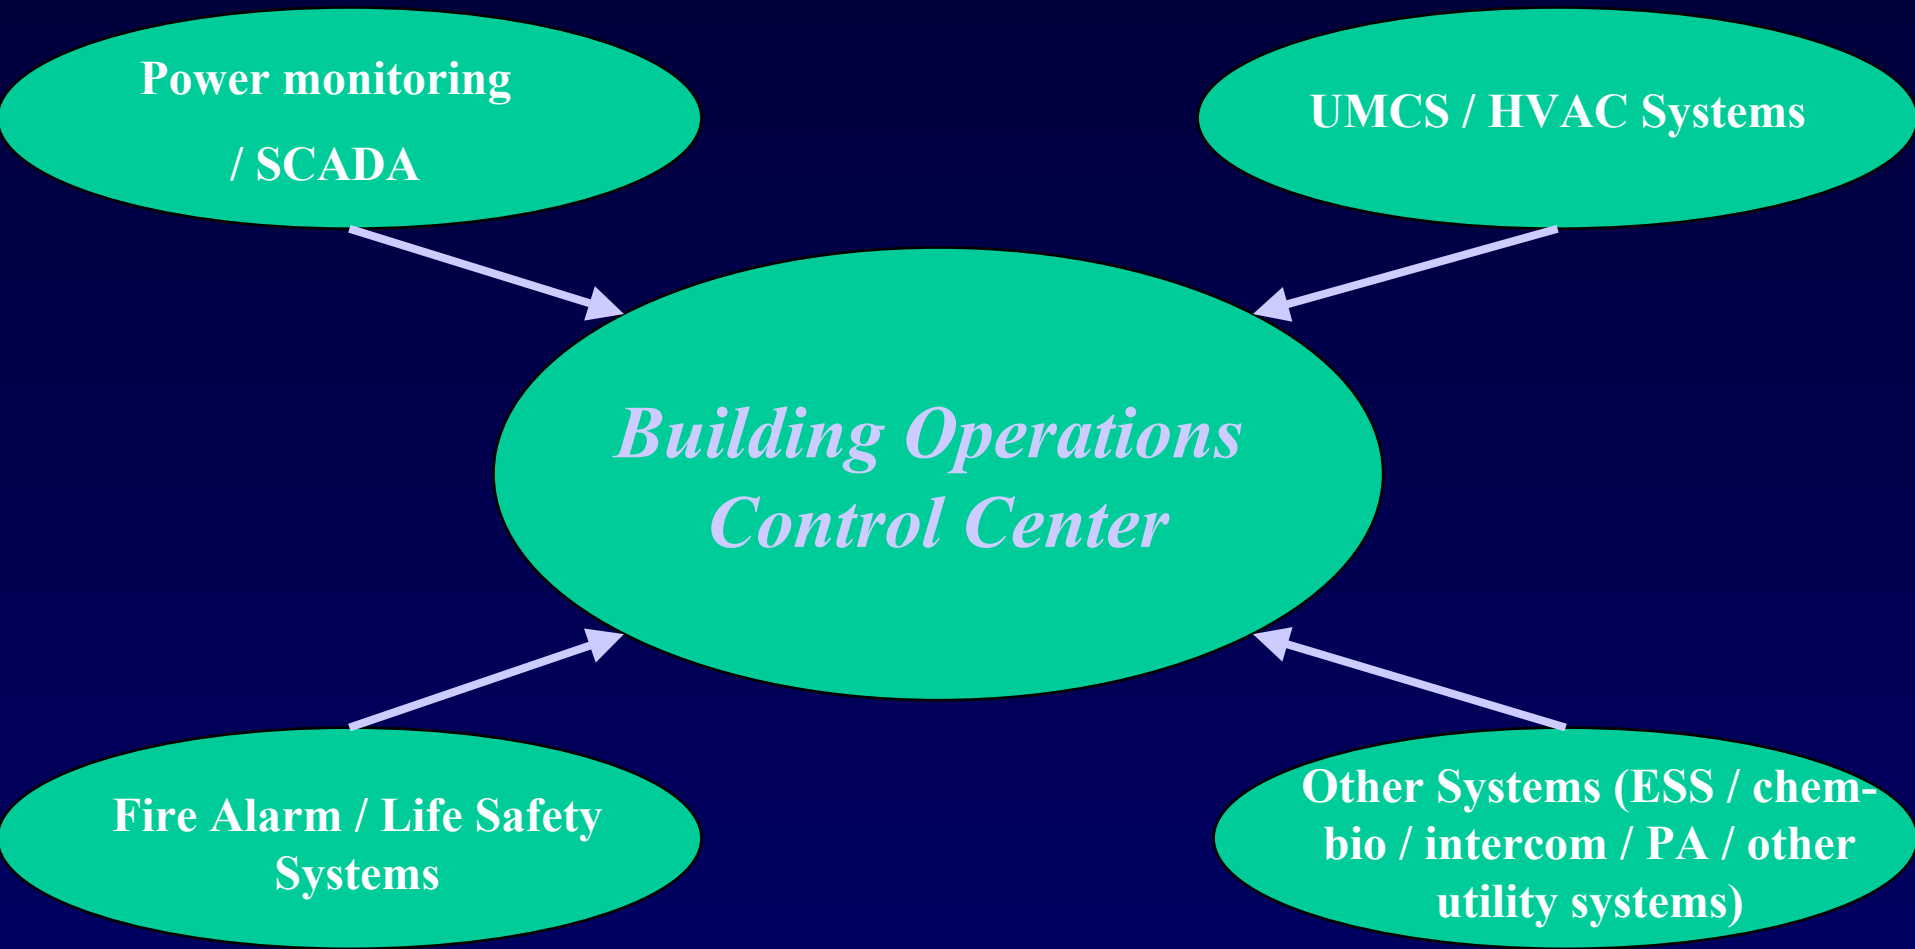 Power monitoring
/ SCADA
UMCS / HVAC Systems
Building Operations
Control Center
Fire Alarm / Life Safety
Systems
Other Systems (ESS / chem-
bio / intercom / PA / other
utility systems)